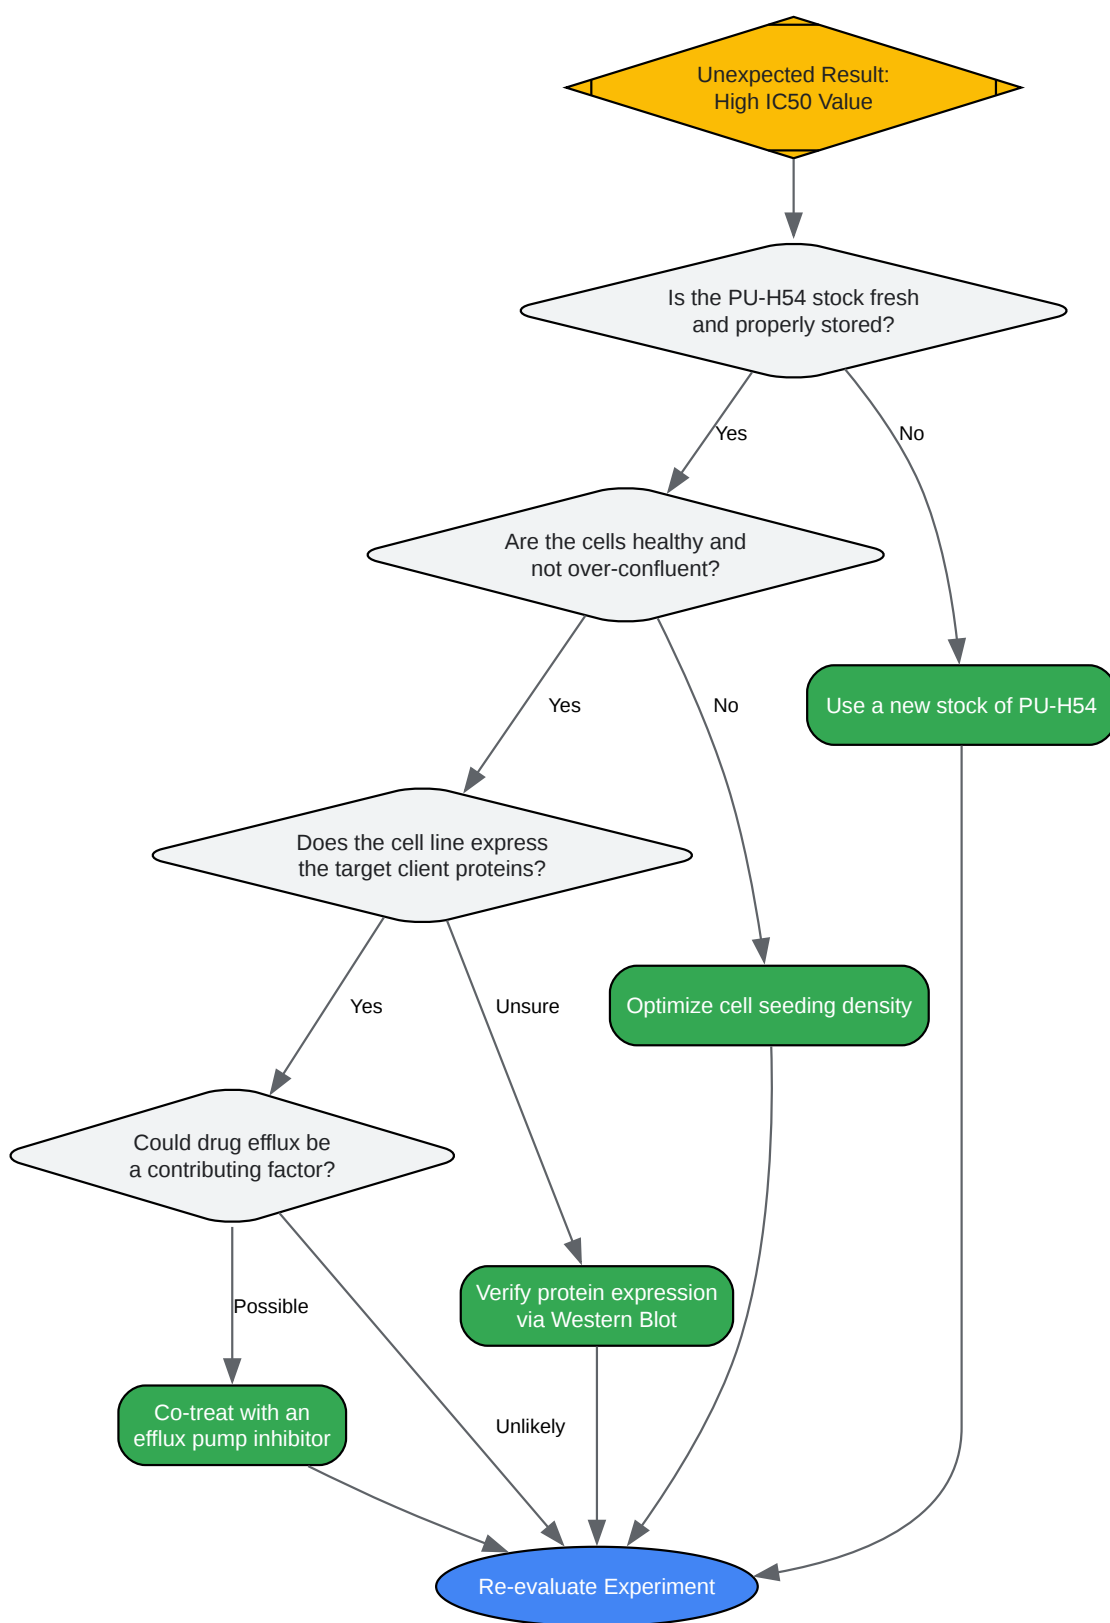 Unexpected Result:
High IC50 Value
Is the PU-H54 stock fresh
and properly stored?
Yes
No
Are the cells healthy and
not over-confluent?
Yes
No
Use a new stock of PU-H54
Does the cell line express
the target client proteins?
Yes
Unsure
Optimize cell seeding density
Could drug efflux be
a contributing factor?
Possible
Verify protein expression
via Western Blot
Co-treat with an
efflux pump inhibitor
Unlikely
Re-evaluate Experiment